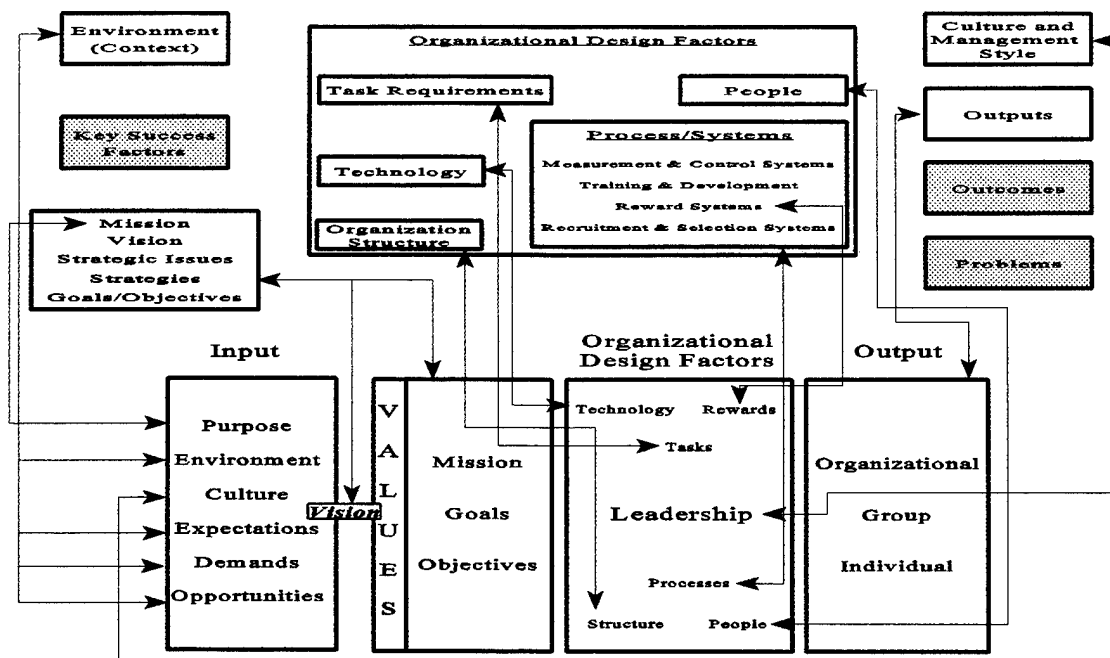 Environment
(Context)
Key Success
Factors
Mission
Vision
Strategic Issues
Strategies
Goals/Objectives
Organizational Design Factors
Task Requirements
People
Technology
Organization
Structure
Process/Systems
Measurement & Control Systems
Training & Development
Reward Systems
Recruitment & Selection Systems
Culture and
Management
Style
Outputs
Outcomes
Problems
Input
Organizational
Design Factors
Output
Purpose
Environment
Culture
Expectations
Demands
Opportunities
Vision
V
A
L
U
E
S
Mission
Goals
Objectives
Technology Rewards
Tasks
Leadership
Processes
Structure People
Organizational
Group
Individual